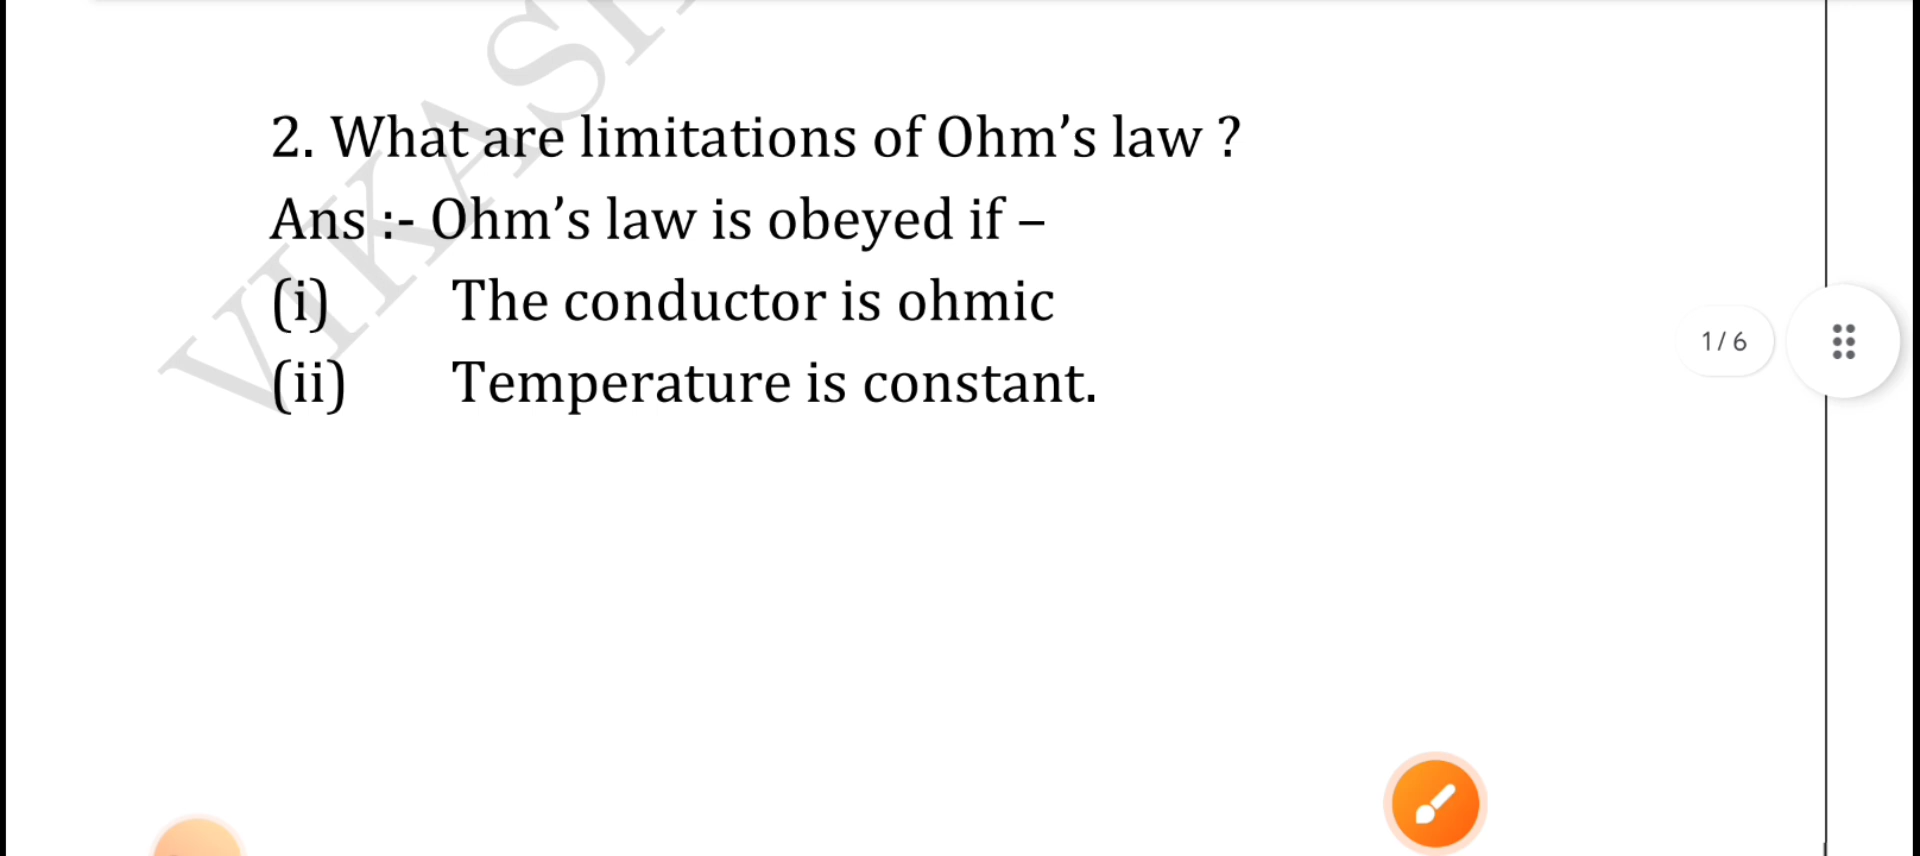 2. What are limitations of Ohm’s law ?
Ans :- Ohm’s law is obeyed if –
(i) The conductor is ohmic
(ii) Temperature is constant.
1 / 6